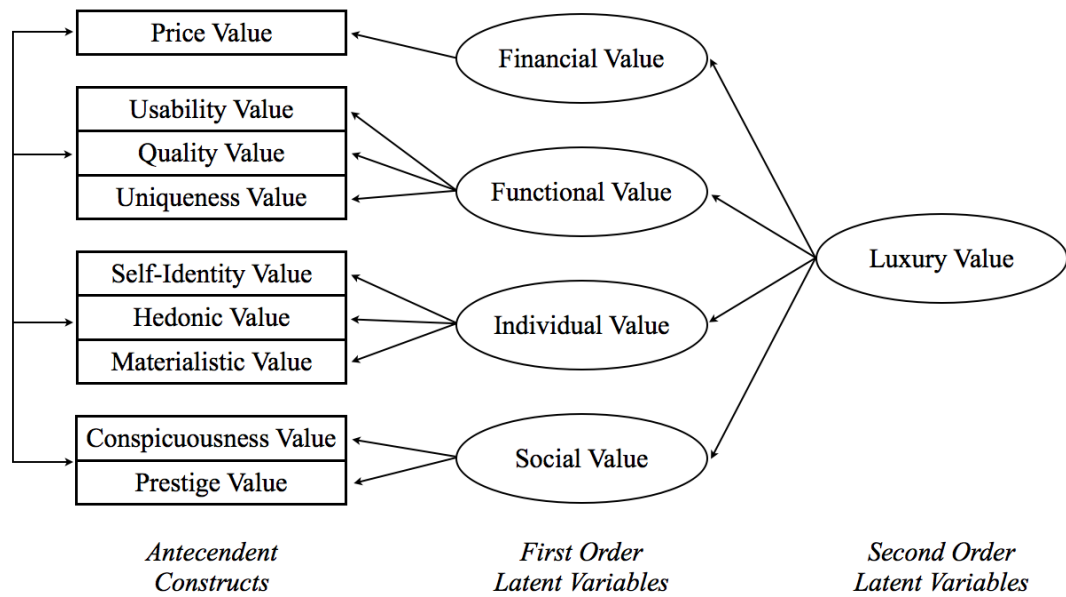 Price Value
Financial Value
Usability Value
Quality Value
Uniqueness Value
Functional Value
Self-Identity Value
Hedonic Value
Materialistic Value
Individual Value
Luxury Value
Conspicuousness Value
Prestige Value
Social Value
Antecendent
Constructs
First Order
Latent Variables
Second Order
Latent Variables